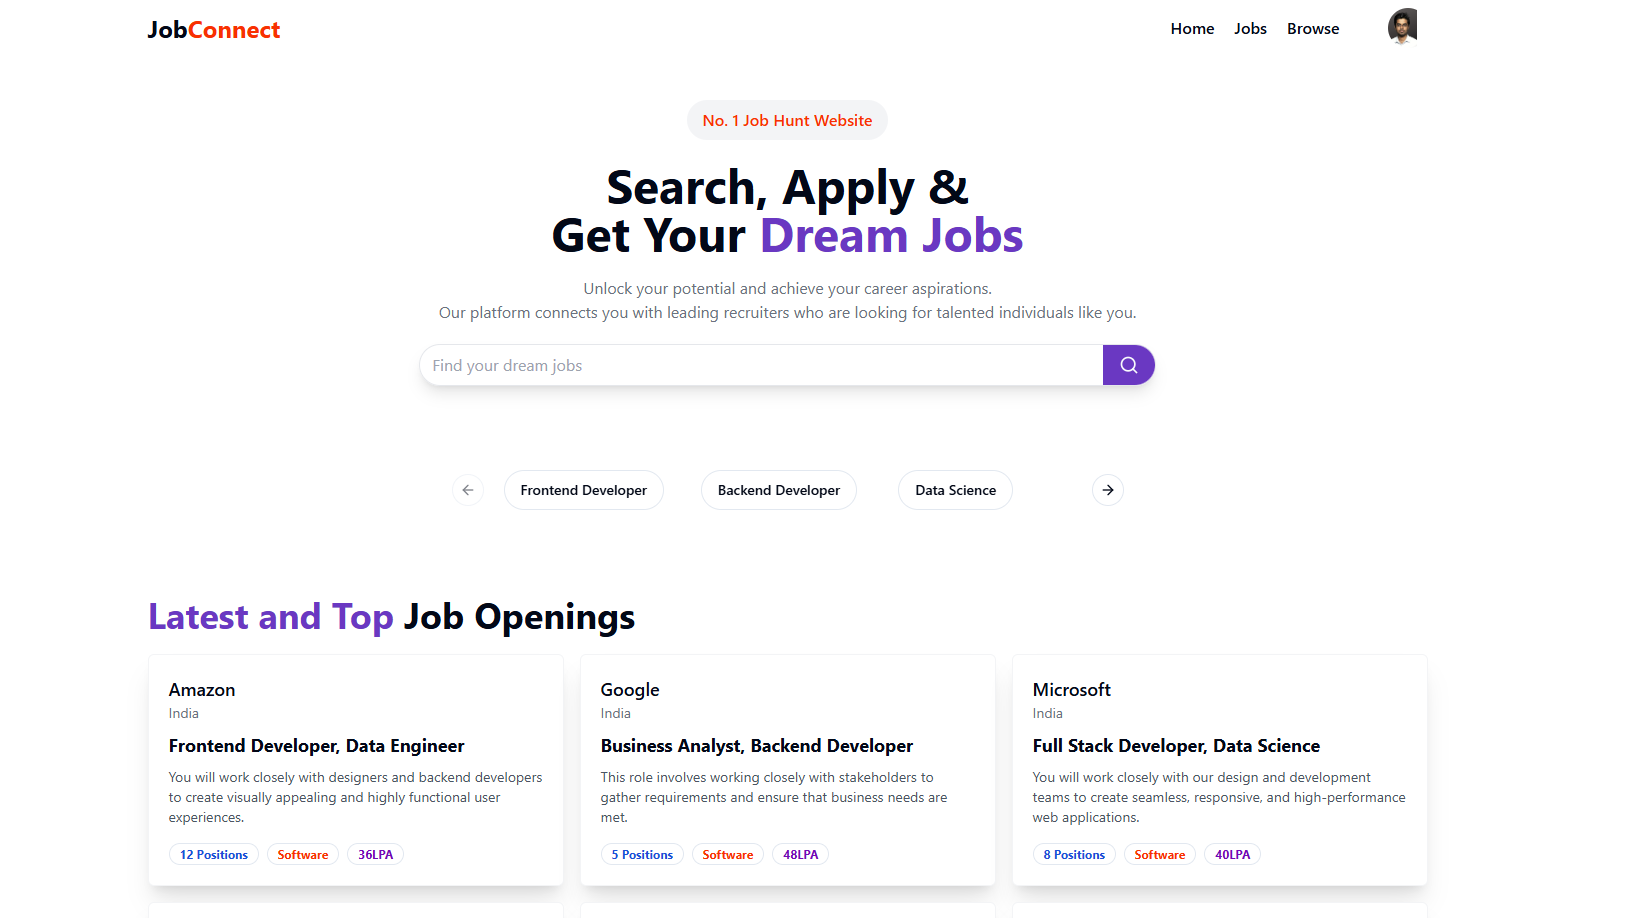 JobConnect
Home Jobs Browse
No. 1 Job Hunt Website
Search, Apply &
Get Your Dream Jobs
Unlock your potential and achieve your career aspirations.
Our platform connects you with leading recruiters who are looking for talented individuals like you.
Find your dream jobs
Frontend Developer
Backend Developer
Data Science
Latest and Top Job Openings
Amazon
India
Frontend Developer, Data Engineer
You will work closely with designers and backend developers
to create visually appealing and highly functional user
experiences.
12 Positions Software 36LPA
Google
India
Business Analyst, Backend Developer
This role involves working closely with stakeholders to
gather requirements and ensure that business needs are
met.
5 Positions Software 48LPA
Microsoft
India
Full Stack Developer, Data Science
You will work closely with our design and development
teams to create seamless, responsive, and high-performance
web applications.
8 Positions Software 40LPA